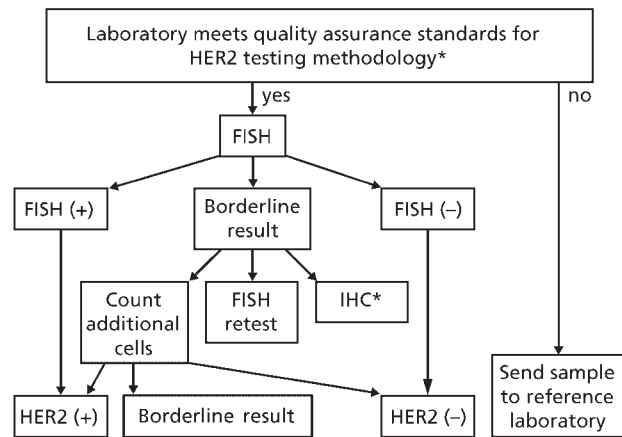 Laboratory meets quality assurance standards for
HER2 testing methodology*
yes
no
FISH
FISH (+)
Borderline
result
FISH (–)
Count
additional
cells
FISH
retest
IHC*
HER2 (+)
Borderline result
HER2 (–)
Send sample
to reference
laboratory